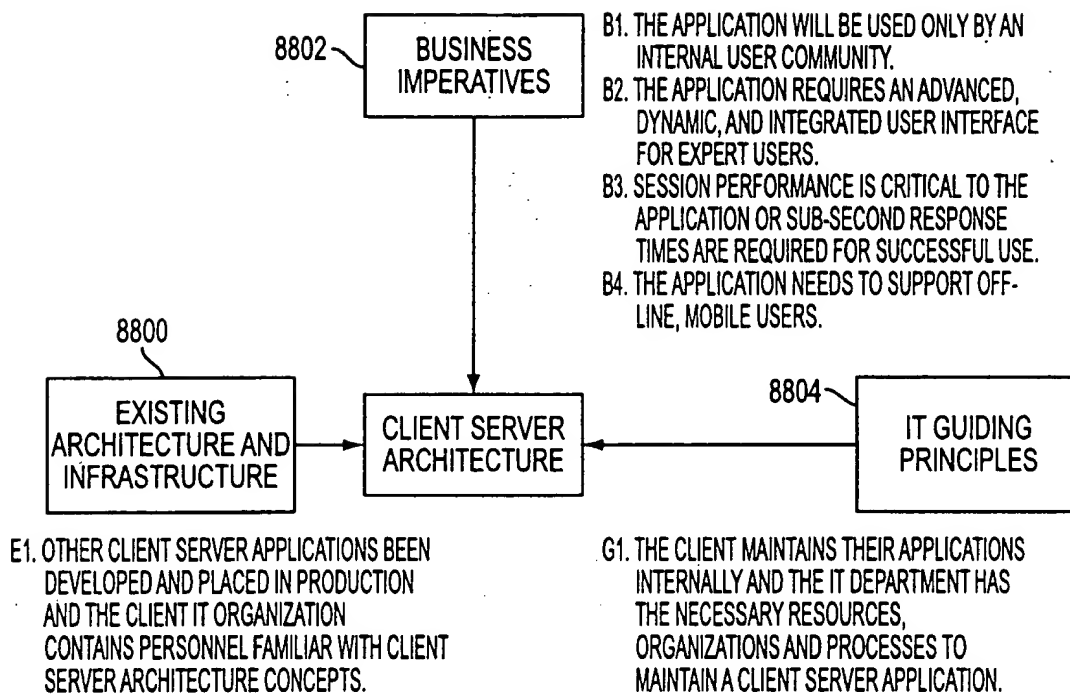 8802
BUSINESS
IMPERATIVES
B1. THE APPLICATION WILL BE USED ONLY BY AN
INTERNAL USER COMMUNITY.
B2. THE APPLICATION REQUIRES AN ADVANCED,
DYNAMIC, AND INTEGRATED USER INTERFACE
FOR EXPERT USERS.
B3. SESSION PERFORMANCE IS CRITICAL TO THE
APPLICATION OR SUB-SECOND RESPONSE
TIMES ARE REQUIRED FOR SUCCESSFUL USE.
B4. THE APPLICATION NEEDS TO SUPPORT OFF-
LINE, MOBILE USERS.
8800
EXISTING
ARCHITECTURE AND
INFRASTRUCTURE
CLIENT SERVER
ARCHITECTURE
8804
IT GUIDING
PRINCIPLES
E1. OTHER CLIENT SERVER APPLICATIONS BEEN
DEVELOPED AND PLACED IN PRODUCTION
AND THE CLIENT IT ORGANIZATION
CONTAINS PERSONNEL FAMILIAR WITH CLIENT
SERVER ARCHITECTURE CONCEPTS.
G1. THE CLIENT MAINTAINS THEIR APPLICATIONS
INTERNALLY AND THE IT DEPARTMENT HAS
THE NECESSARY RESOURCES,
ORGANIZATIONS AND PROCESSES TO
MAINTAIN A CLIENT SERVER APPLICATION.